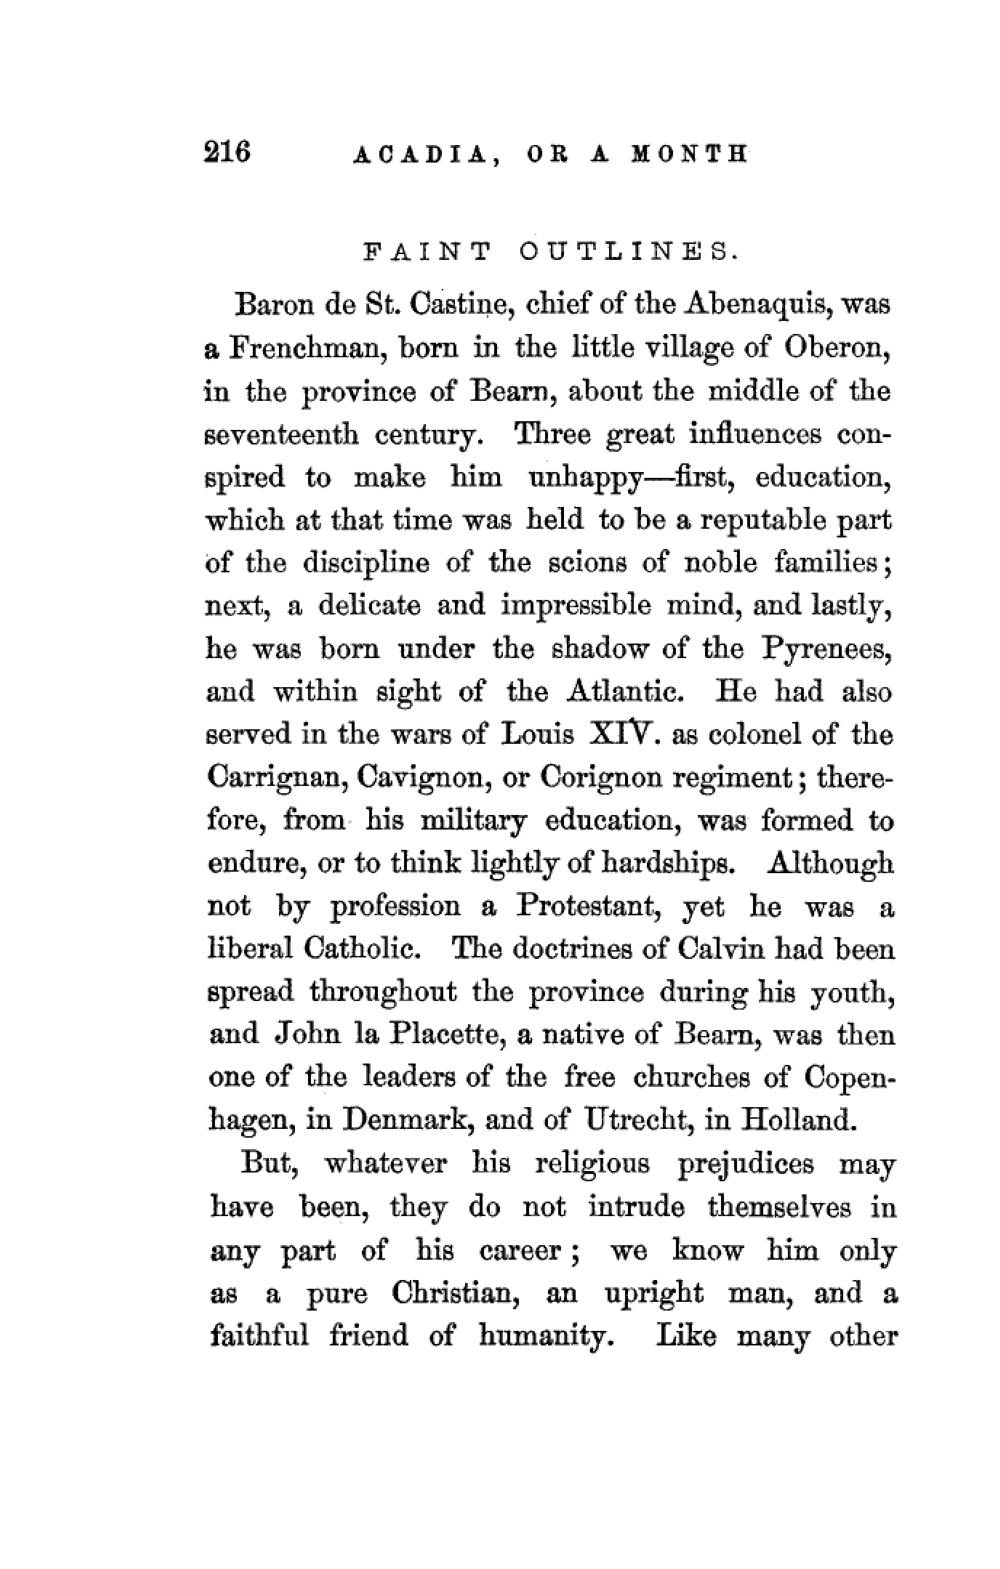 216 ACADIA, OR A MONTH
FAINT OUTLINES.
Baron de St. Castine, chief of the Abenaquis, was
a Frenchman, born in the little village of Oberon,
in the province of Bearn, about the middle of the
seventeenth century. Three great influences con-
spired to make him unhappy—first, education,
which at that time was held to be a reputable part
of the discipline of the scions of noble families;
next, a delicate and impressible mind, and lastly,
he was born under the shadow of the Pyrenees,
and within sight of the Atlantic. He had also
served in the wars of Louis XIV. as colonel of the
Carrignan, Cavignon, or Corignon regiment; there-
fore, from his military education, was formed to
endure, or to think lightly of hardships. Although
not by profession a Protestant, yet he was a
liberal Catholic. The doctrines of Calvin had been
spread throughout the province during his youth,
and John la Placette, a native of Bearn, was then
one of the leaders of the free churches of Copen-
hagen, in Denmark, and of Utrecht, in Holland.
But, whatever his religious prejudices may
have been, they do not intrude themselves in
any part of his career; we know him only
as a pure Christian, an upright man, and a
faithful friend of humanity. Like many other